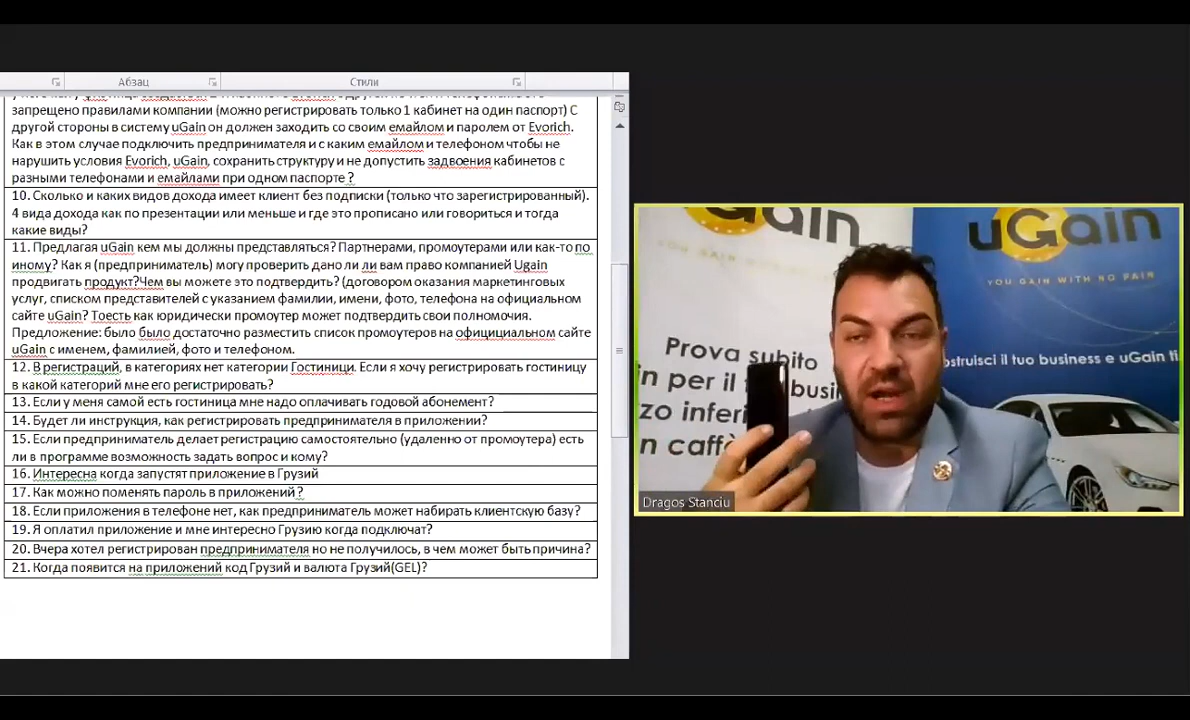 Абзац
Стили
запрещено правилами компании (можно регистрировать только 1 кабинет на один паспорт) С
другой стороны в систему uGain он должен заходить со своим емайлом и паролем от Evorich.
Как в этом случае подключить предпринимателя и с каким емайлом и телефоном чтобы не
нарушить условия Evorich, uGain, сохранить структуру и не допустить задвоения кабинетов с
разными телефонами и емайлами при одном паспорте ?
10. Сколько и каких видов дохода имеет клиент без подписки (только что зарегистрированный).
4 вида дохода как по презентации или меньше и где это прописано или говориться и тогда
какие виды?
11. Предлагая uGain кем мы должны представляться? Партнерами, промоутерами или как-то по
иному? Как я (предприниматель) могу проверить дано ли ли вам право компанией Ugain
продвигать продукт?Чем вы можете это подтвердить? (договором оказания маркетинговых
услуг, списком представителей с указанием фамилии, имени, фото, телефона на официальном
сайте uGain? Тоесть как юридически промоутер может подтвердить свои полномочия.
Предложение: было было достаточно разместить список промоутеров на официциальном сайте
uGain с именем, фамилией, фото и телефоном.
12. В регистраций, в категориях нет категории Гостиници. Если я хочу регистрировать гостиницу
в какой категорий мне его регистрировать?
13. Если у меня самой есть гостиница мне надо оплачивать годовой абонемент?
14. Будет ли инструкция, как регистрировать предпринимателя в приложении?
15. Если предприниматель делает регистрацию самостоятельно (удаленно от промоутера) есть
ли в программе возможность задать вопрос и кому?
16. Интересна когда запустят приложение в Грузий
17. Как можно поменять пароль в приложений ?
18. Если приложения в телефоне нет, как предприниматель может набирать клиентскую базу?
19. Я оплатил приложение и мне интересно Грузию когда подключат?
20. Вчера хотел регистрирован предпринимателя но не получилось, в чем может быть причина?
21. Когда появится на приложений код Грузий и валюта Грузий(GEL)?
uGain
YOU GAIN WITH NO PAIN
Prova subito
n per il
busi
zo inferi
n caffè
ostruisci il tuo business e uGain ti
Dragos Stanciu